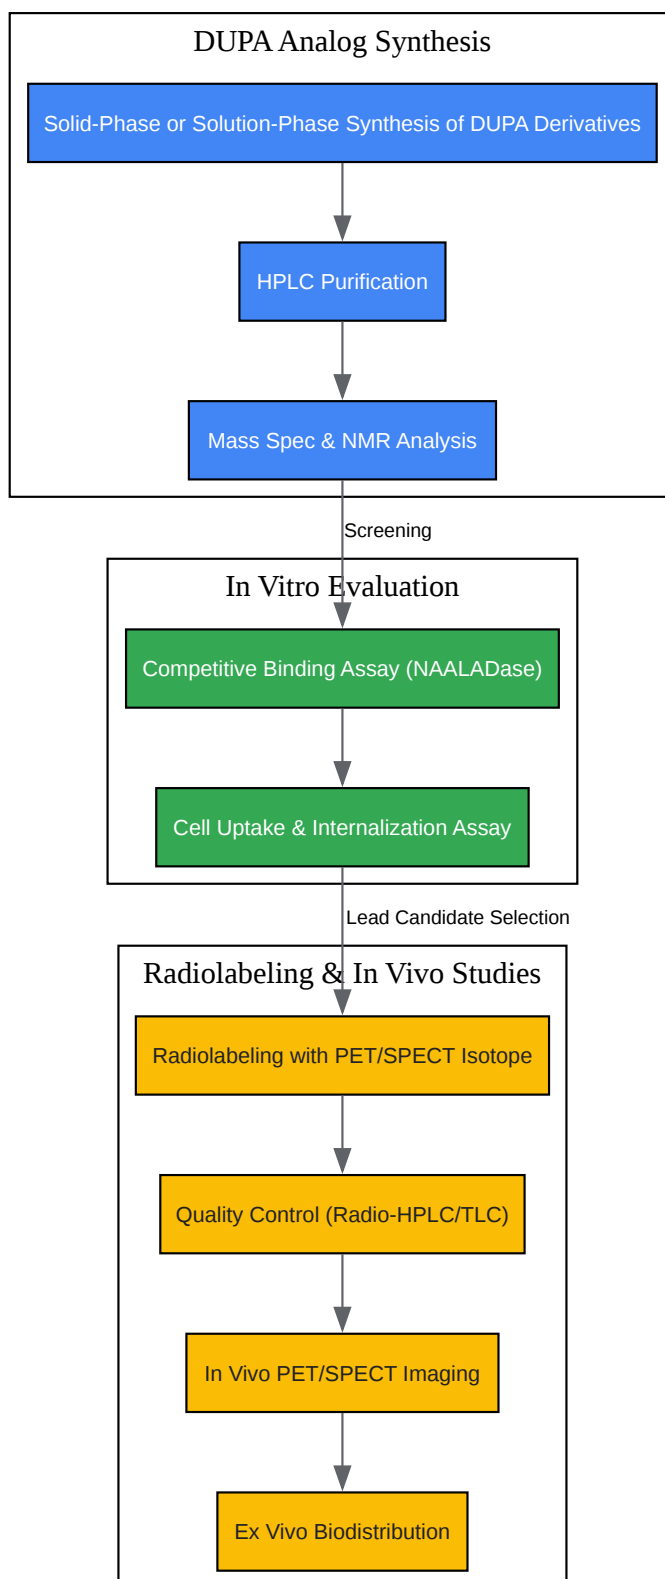 DUPA Analog Synthesis
Solid-Phase or Solution-Phase Synthesis of DUPA Derivatives
HPLC Purification
Mass Spec & NMR Analysis
Screening
In Vitro Evaluation
Competitive Binding Assay (NAALADase)
Cell Uptake & Internalization Assay
Lead Candidate Selection
Radiolabeling & In Vivo Studies
Radiolabeling with PET/SPECT Isotope
Quality Control (Radio-HPLC/TLC)
In Vivo PET/SPECT Imaging
Ex Vivo Biodistribution